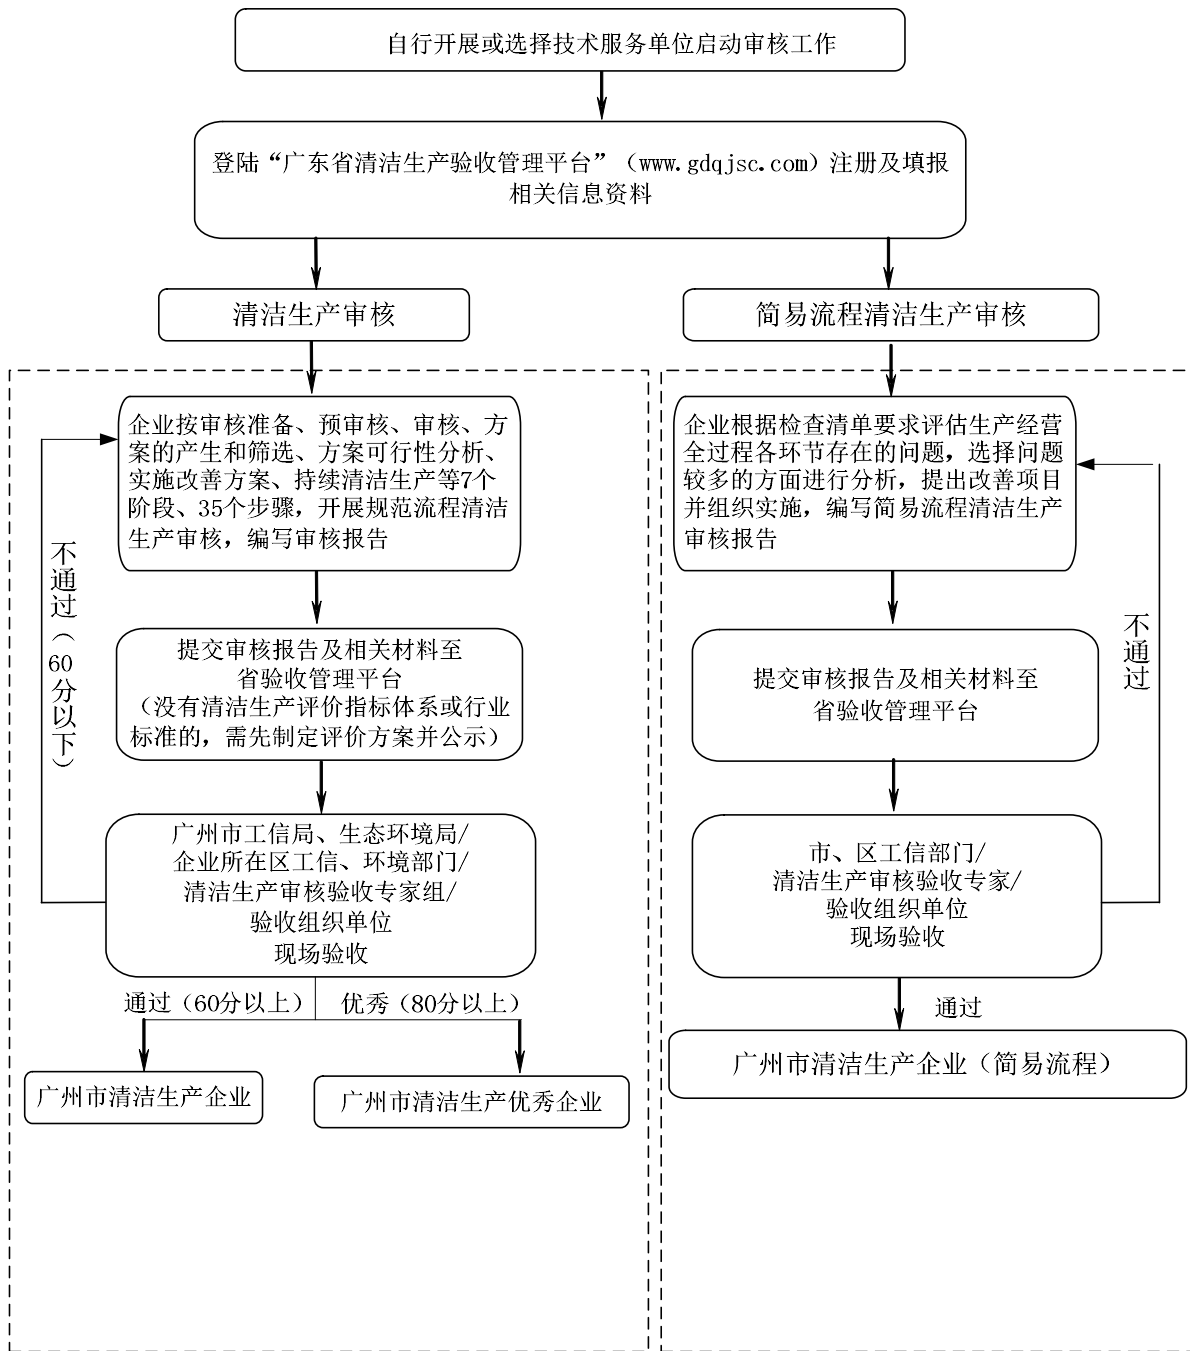 自行开展或选择技术服务单位启动审核工作
登陆“广东省清洁生产验收管理平台”（www.gdqjsc.com）注册及填报
相关信息资料
清洁生产审核
简易流程清洁生产审核
企业按审核准备、预审核、审核、方
案的产生和筛选、方案可行性分析、
实施改善方案、持续清洁生产等7个
阶段、35个步骤，开展规范流程清洁
生产审核，编写审核报告
不通过（60分以下）
提交审核报告及相关材料至
省验收管理平台
（没有清洁生产评价指标体系或行业
标准的，需先制定评价方案并公示）
广州市工信局、生态环境局/
企业所在区工信、环境部门/
清洁生产审核验收专家组/
验收组织单位
现场验收
通过（60分以上）
优秀（80分以上）
广州市清洁生产企业
广州市清洁生产优秀企业
企业根据检查清单要求评估生产经营
全过程各环节存在的问题，选择问题
较多的方面进行分析，提出改善项目
并组织实施，编写简易流程清洁生产
审核报告
不通过
提交审核报告及相关材料至
省验收管理平台
市、区工信部门/
清洁生产审核验收专家/
验收组织单位
现场验收
通过
广州市清洁生产企业（简易流程）